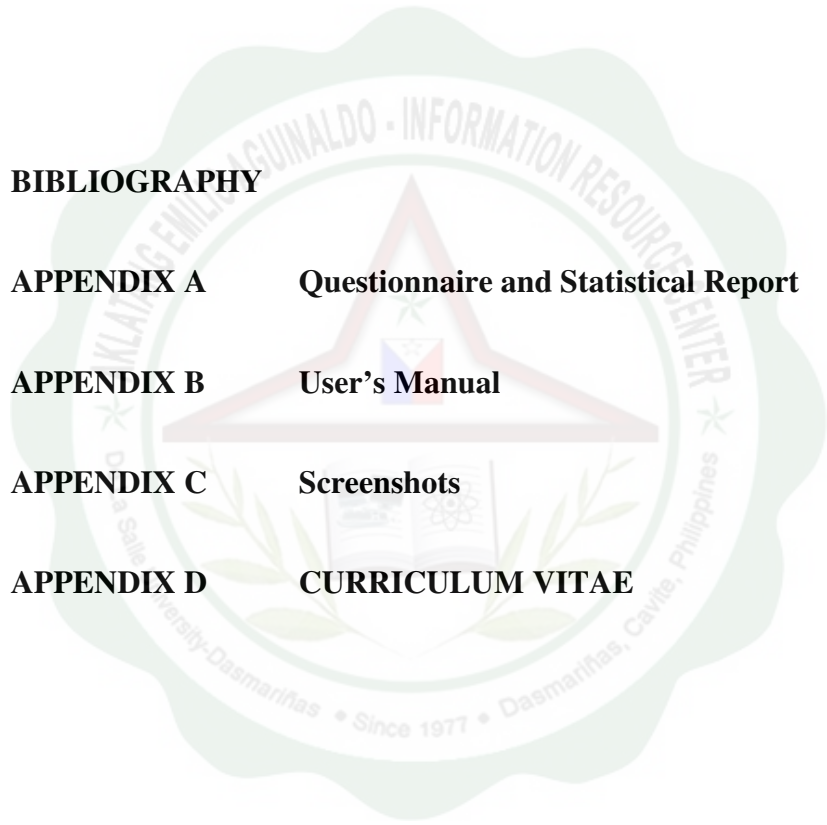 BIBLIOGRAPHY
APPENDIX A Questionnaire and Statistical Report
APPENDIX B User’s Manual
APPENDIX C Screenshots
APPENDIX D CURRICULUM VITAE
AKLATANG EMILIO AGUINALDO - INFORMATION RESOURCE CENTER
De La Salle University-Dasmariñas • Since 1977 • Dasmariñas, Cavite, Philippines